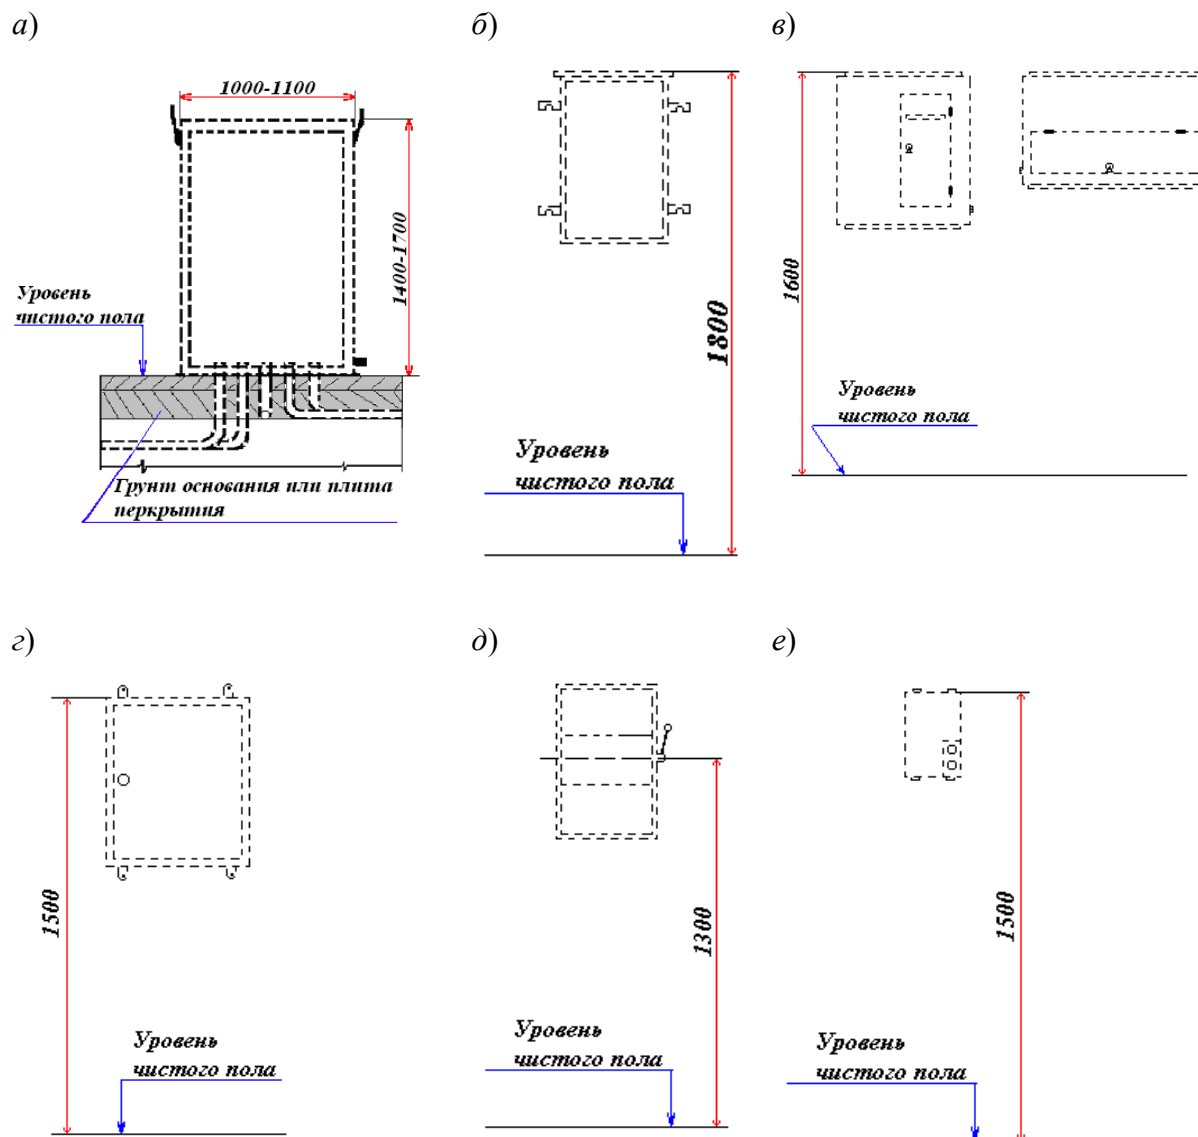 а)
1000-1100
1400-1700
Уровень
чистого пола
Грунт основания или плита
перкрытия
б)
1800
Уровень
чистого пола
в)
1600
Уровень
чистого пола
г)
1500
Уровень
чистого пола
д)
1300
Уровень
чистого пола
е)
1500
Уровень
чистого пола